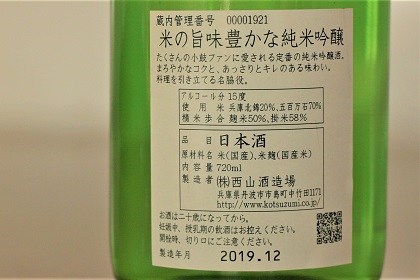 蔵内管理番号 00001921
米の旨味豊かな純米吟醸
たくさんの小鼓ファンに愛される定番の純米吟醸酒。
まろやかなコクと、あっさりとキレのある味わい。
料理を引き立てる名脇役。
アルコール分 15度
使用米 兵庫北錦20%、五百万石70%
精米歩合 麹米50%、掛米58%
品目 日本酒
原材料名 米(国産)、米麹(国産米)
内容量 720ml
製造者 (株)西山酒造場
兵庫県丹波市市島町中竹田1171
http://www.kotsuzumi.co.jp/
お酒は二十歳になってから。
妊娠中、授乳期の飲酒はお控えください。
開栓時、切り口にご注意ください。
製造年月 2019.12